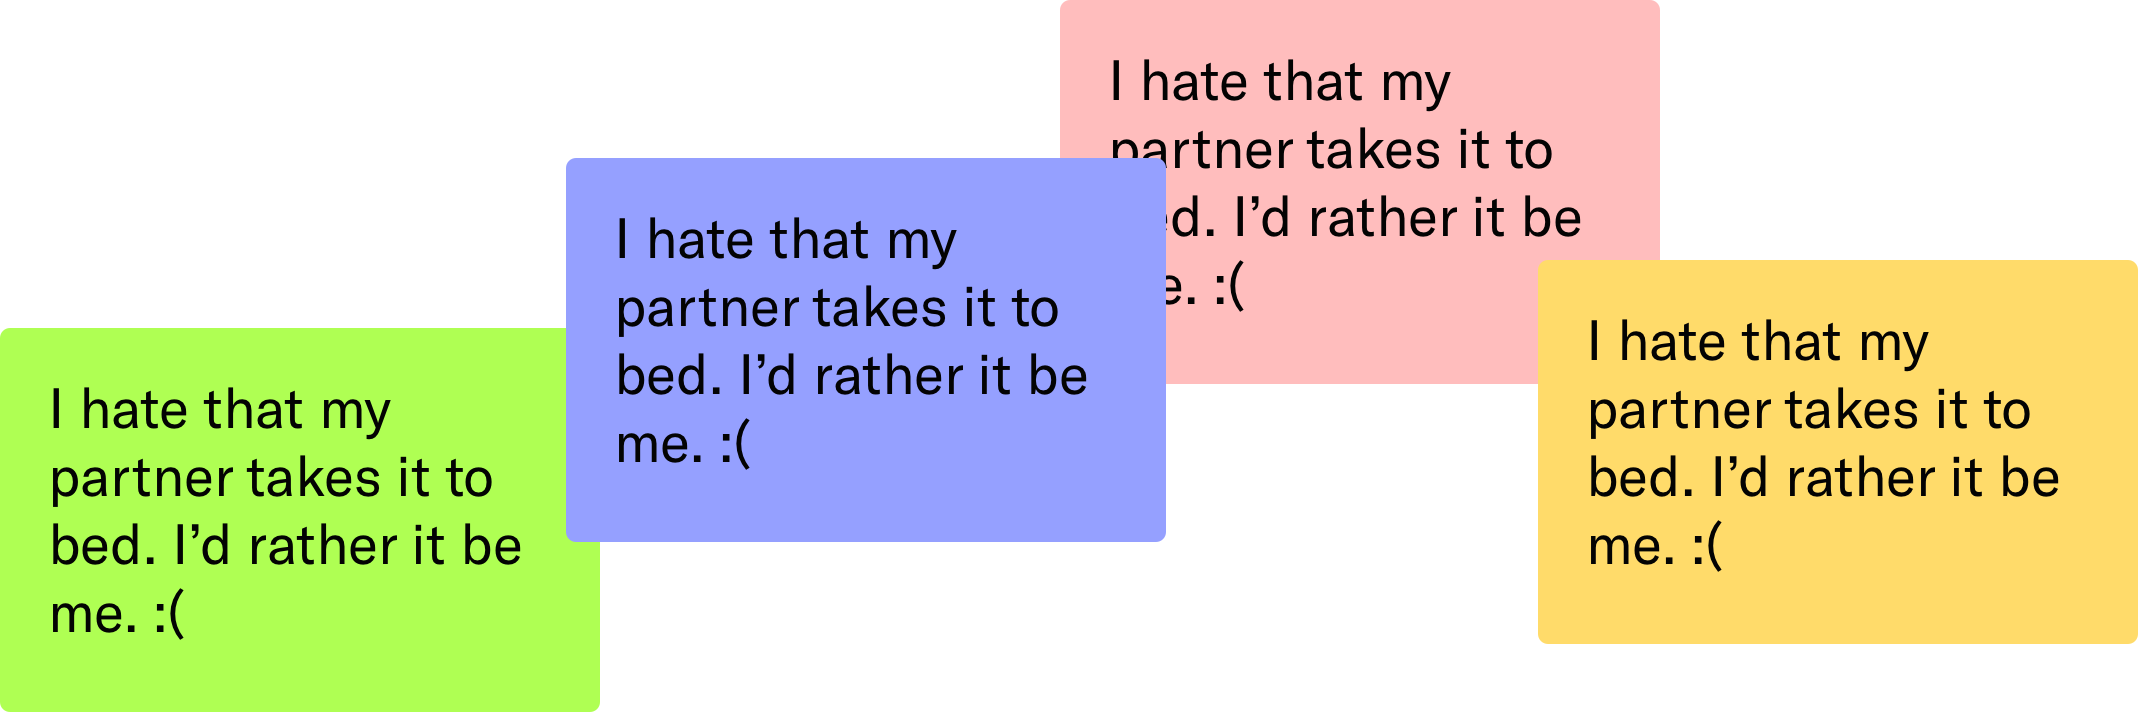 I hate that my
partner takes it to
bed. I’d rather it be
me. :(
I hate that my
partner takes it to
bed. I’d rather it be
me. :(
I hate that my
partner takes it to
ed. I’d rather it be
e. :(
I hate that my
partner takes it to
bed. I’d rather it be
me. :(